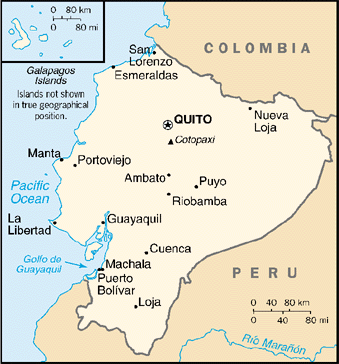 0 80 km
0 80 mi
Galapagos
Islands
Islands not shown
in true geographical
position.
COLOMBIA
San
Lorenzo
Esmeraldas
QUITO
Cotopaxi
Nueva
Loja
Manta
Portoviejo
Pacific
Ocean
Ambato
Puyo
Riobamba
La
Libertad
Guayaquil
Golfo de
Guayaquil
Cuenca
Machala
Puerto
Bolívar
Loja
PERU
0 40 80 km
0 40 80 mi
Río Marañón